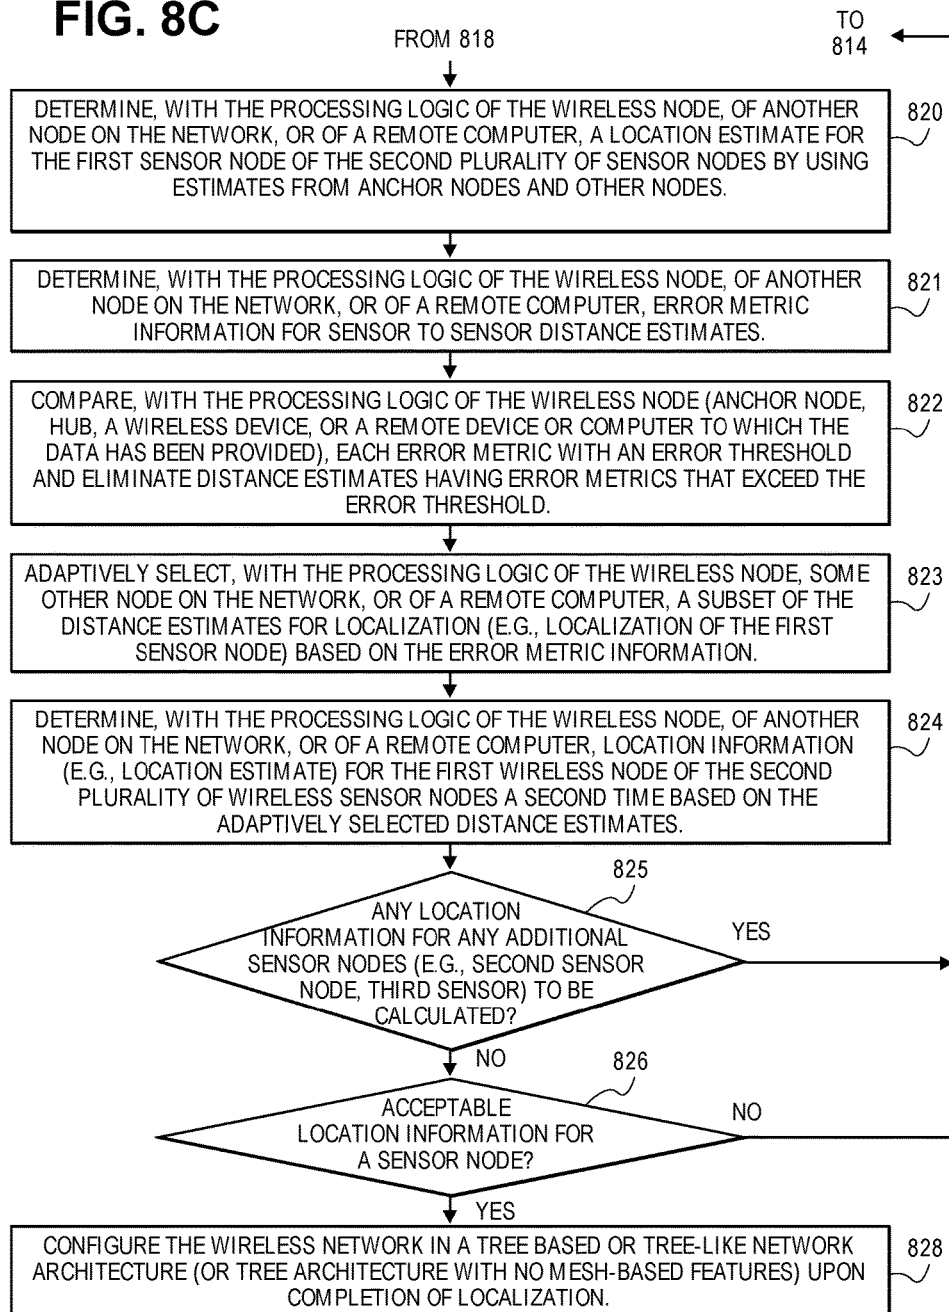 FIG. 8C
FROM 818
TO
814
DETERMINE, WITH THE PROCESSING LOGIC OF THE WIRELESS NODE, OF ANOTHER
NODE ON THE NETWORK, OR OF A REMOTE COMPUTER, A LOCATION ESTIMATE FOR
THE FIRST SENSOR NODE OF THE SECOND PLURALITY OF SENSOR NODES BY USING
ESTIMATES FROM ANCHOR NODES AND OTHER NODES.
820
DETERMINE, WITH THE PROCESSING LOGIC OF THE WIRELESS NODE, OF ANOTHER
NODE ON THE NETWORK, OR OF A REMOTE COMPUTER, ERROR METRIC
INFORMATION FOR SENSOR TO SENSOR DISTANCE ESTIMATES.
821
COMPARE, WITH THE PROCESSING LOGIC OF THE WIRELESS NODE (ANCHOR NODE,
HUB, A WIRELESS DEVICE, OR A REMOTE DEVICE OR COMPUTER TO WHICH THE
DATA HAS BEEN PROVIDED), EACH ERROR METRIC WITH AN ERROR THRESHOLD
AND ELIMINATE DISTANCE ESTIMATES HAVING ERROR METRICS THAT EXCEED THE
ERROR THRESHOLD.
822
ADAPTIVELY SELECT, WITH THE PROCESSING LOGIC OF THE WIRELESS NODE, SOME
OTHER NODE ON THE NETWORK, OR OF A REMOTE COMPUTER, A SUBSET OF THE
DISTANCE ESTIMATES FOR LOCALIZATION (E.G., LOCALIZATION OF THE FIRST
SENSOR NODE) BASED ON THE ERROR METRIC INFORMATION.
823
DETERMINE, WITH THE PROCESSING LOGIC OF THE WIRELESS NODE, OF ANOTHER
NODE ON THE NETWORK, OR OF A REMOTE COMPUTER, LOCATION INFORMATION
(E.G., LOCATION ESTIMATE) FOR THE FIRST WIRELESS NODE OF THE SECOND
PLURALITY OF WIRELESS SENSOR NODES A SECOND TIME BASED ON THE
ADAPTIVELY SELECTED DISTANCE ESTIMATES.
824
825
ANY LOCATION
INFORMATION FOR ANY ADDITIONAL
SENSOR NODES (E.G., SECOND SENSOR
NODE, THIRD SENSOR) TO BE
CALCULATED?
YES
NO
826
ACCEPTABLE
LOCATION INFORMATION FOR
A SENSOR NODE?
NO
YES
CONFIGURE THE WIRELESS NETWORK IN A TREE BASED OR TREE-LIKE NETWORK
ARCHITECTURE (OR TREE ARCHITECTURE WITH NO MESH-BASED FEATURES) UPON
COMPLETION OF LOCALIZATION.
828